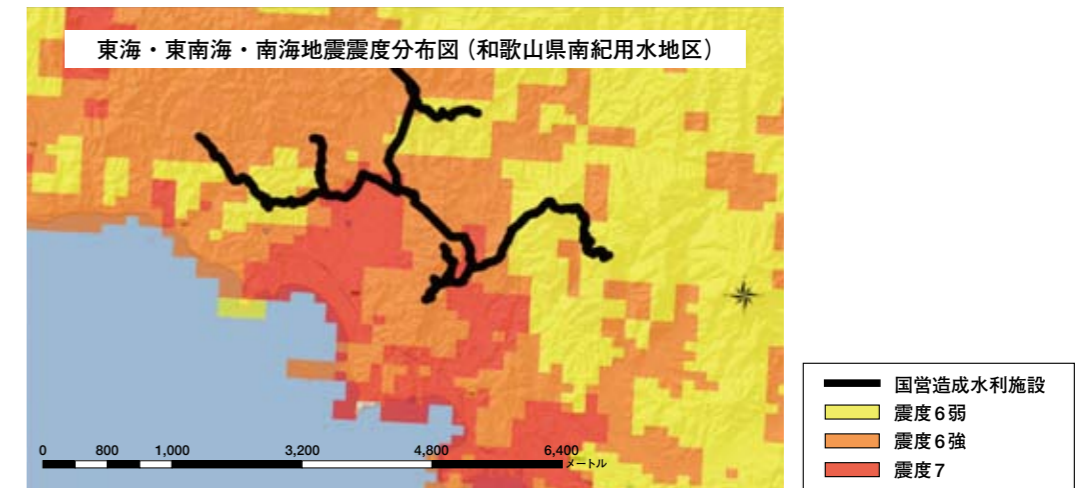 東海・東南海・南海地震震度分布図（和歌山県南紀用水地区）
0 800 1,000 3,200 4,800 6,400
メートル
国営造成水利施設
震度6弱
震度6強
震度7